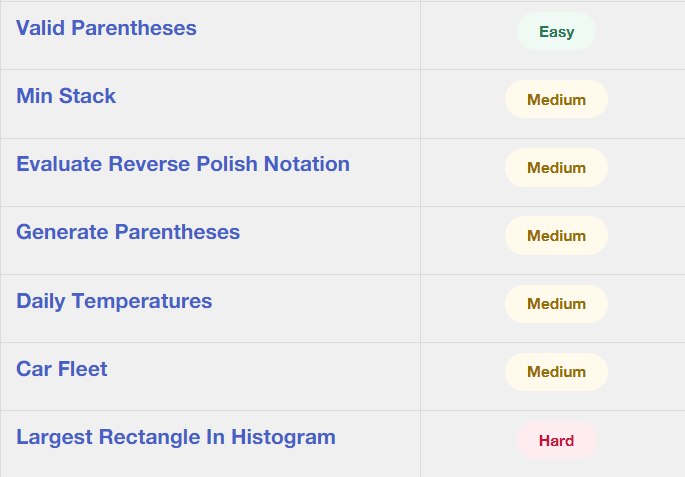 Valid Parentheses Easy
Min Stack Medium
Evaluate Reverse Polish Notation Medium
Generate Parentheses Medium
Daily Temperatures Medium
Car Fleet Medium
Largest Rectangle In Histogram Hard